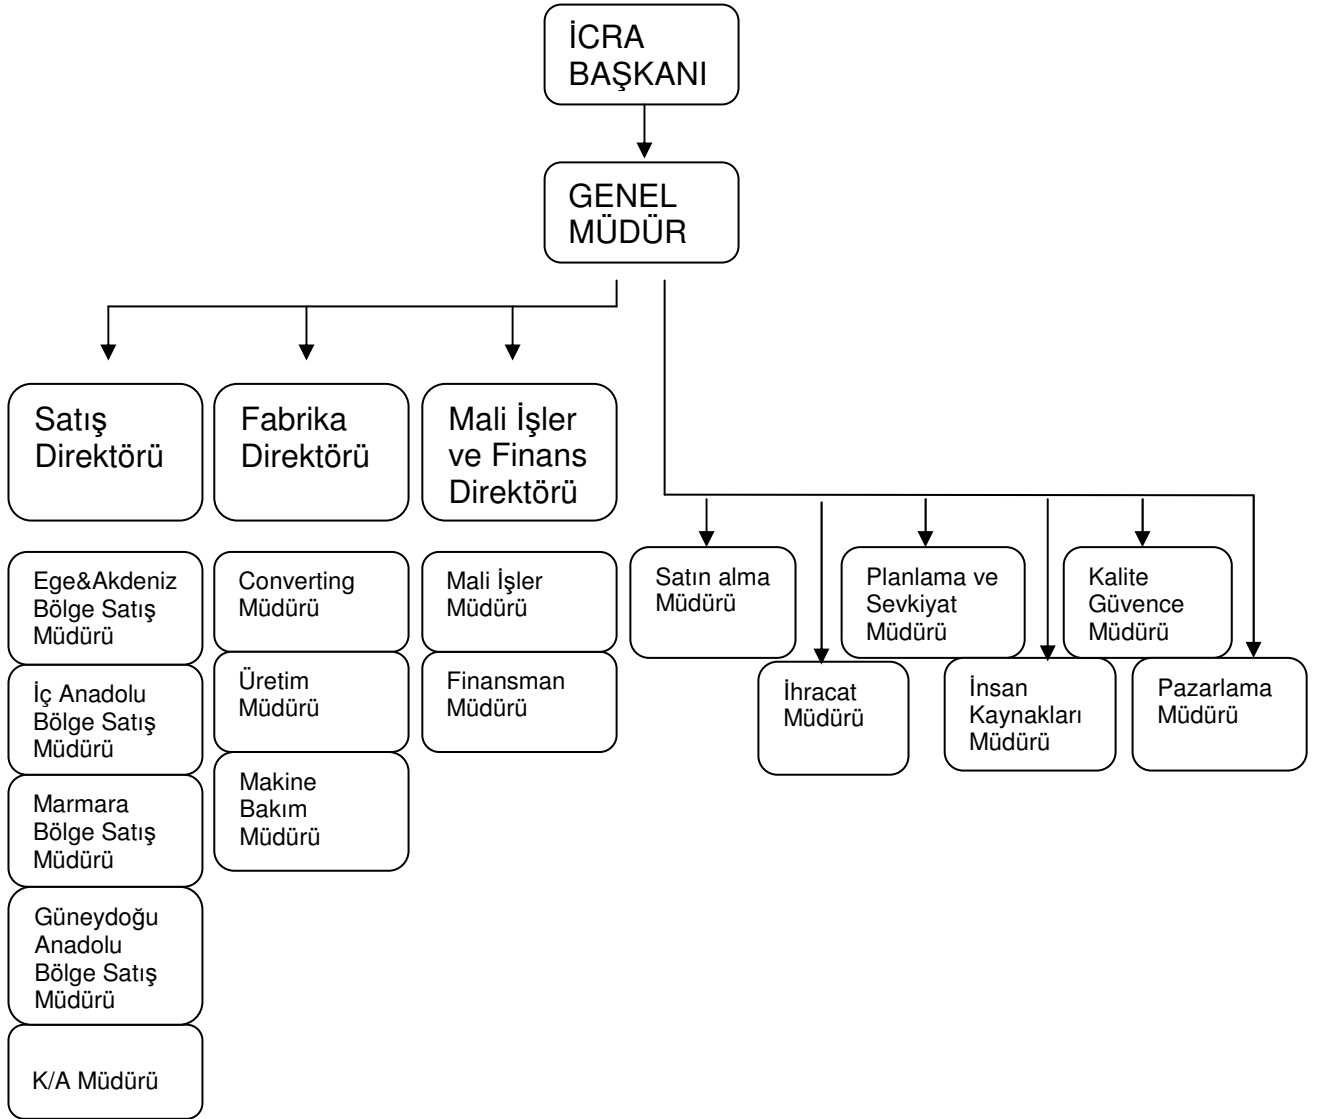 İCRA
BAŞKANI
GENEL
MÜDÜR
Satış
Direktörü
Fabrika
Direktörü
Mali İşler
ve Finans
Direktörü
Ege&Akdeniz
Bölge Satış
Müdürü
İç Anadolu
Bölge Satış
Müdürü
Marmara
Bölge Satış
Müdürü
Güneydoğu
Anadolu
Bölge Satış
Müdürü
K/A Müdürü
Converting
Müdürü
Üretim
Müdürü
Makine
Bakım
Müdürü
Mali İşler
Müdürü
Finansman
Müdürü
Satın alma
Müdürü
İhracat
Müdürü
Planlama ve
Sevkiyat
Müdürü
İnsan
Kaynakları
Müdürü
Kalite
Güvence
Müdürü
Pazarlama
Müdürü